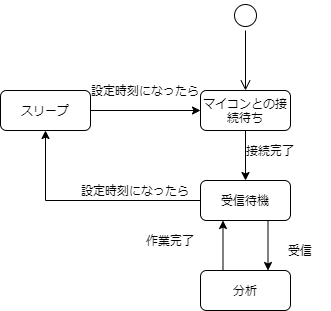 設定時刻になったら
スリープ
マイコンとの接
続待ち
接続完了
設定時刻になったら
受信待機
作業完了
受信
分析